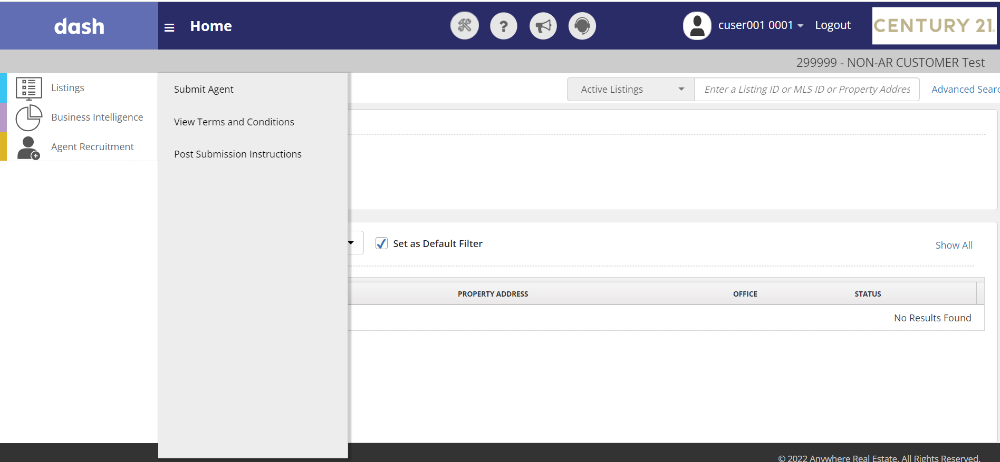 dash
Home
?
cuser001 0001
Logout
CENTURY 21
299999 - NON-AR CUSTOMER Test
Listings
Business Intelligence
Agent Recruitment
Submit Agent
View Terms and Conditions
Post Submission Instructions
Active Listings
Enter a Listing ID or MLS ID or Property Addres
Advanced Searc
Set as Default Filter
Show All
PROPERTY ADDRESS
OFFICE
STATUS
No Results Found
© 2022 Anywhere Real Estate. All Rights Reserved.